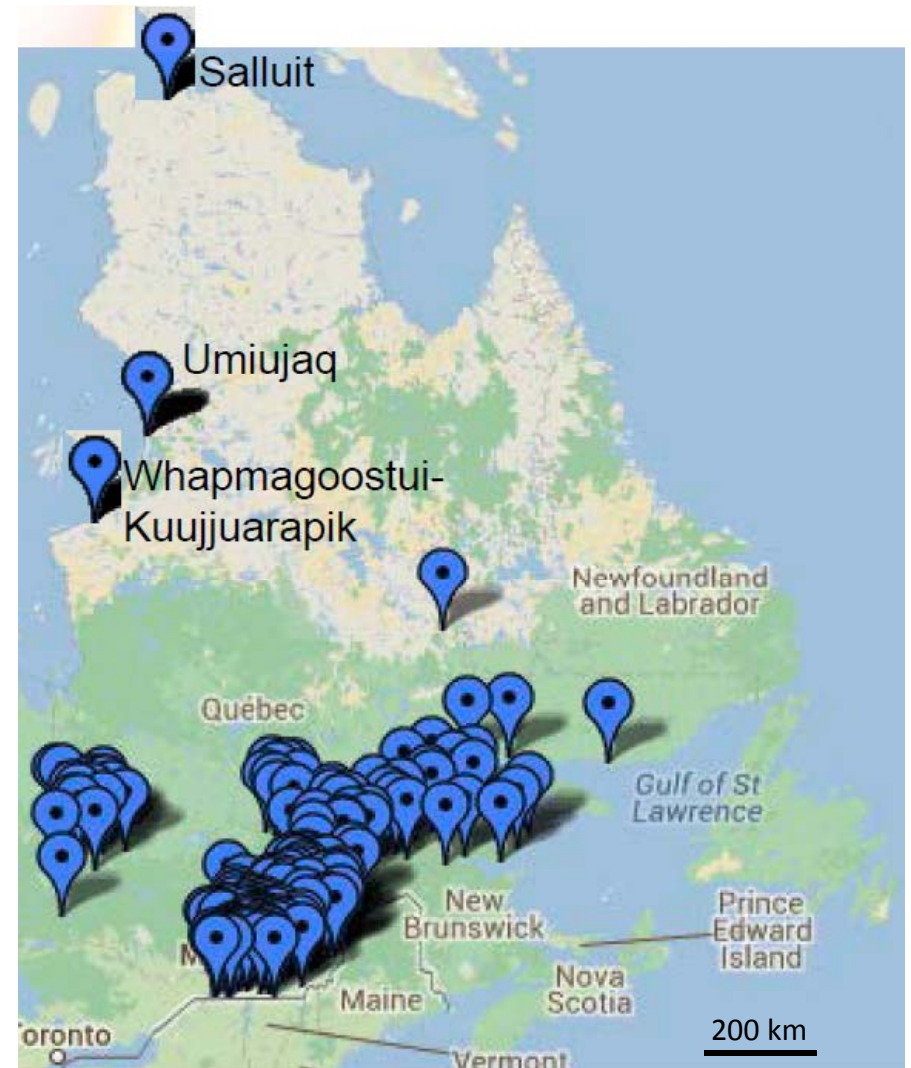 Salluit
Umiujaq
Whapmagoostui-
Kuujjuarapik
Newfoundland
and Labrador
Québec
Gulf of St
Lawrence
New
Brunswick
Prince
Edward
Island
Nova
Scotia
Maine
oronto
Vermont
200 km